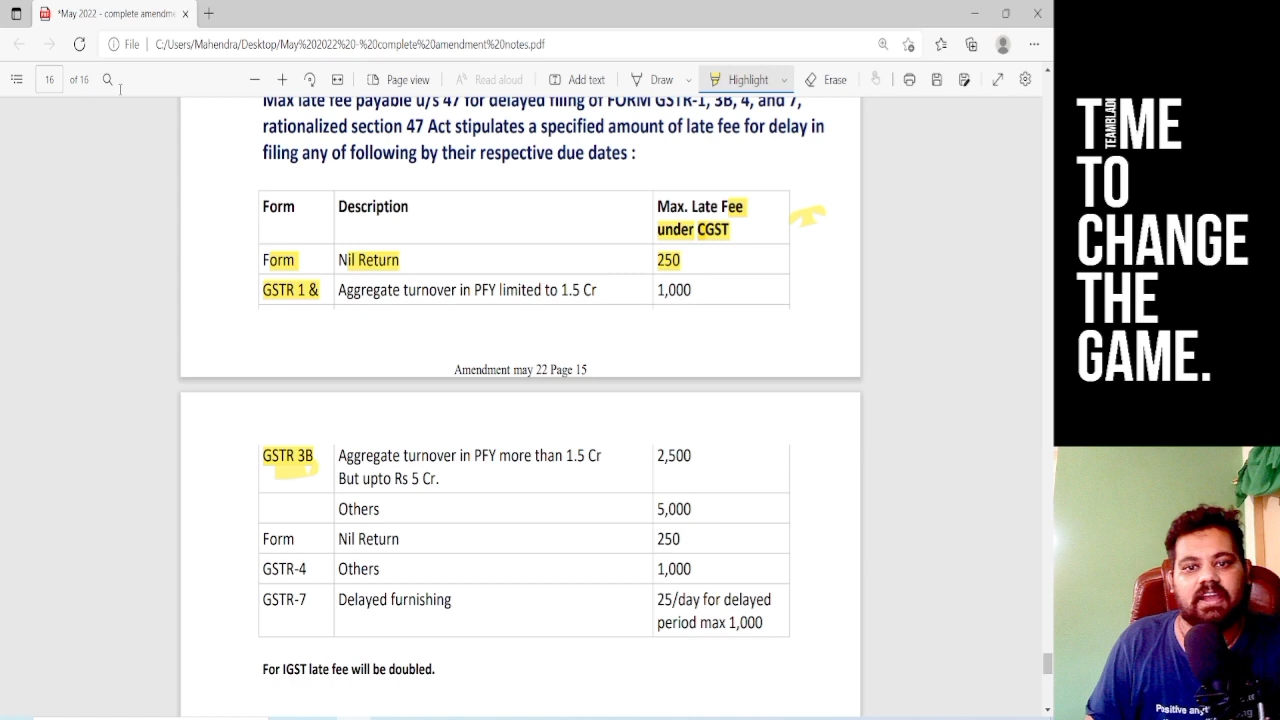 *May 2022 - complete amendme
File
C:/Users/Mahendra/Desktop/May%202022%20-%20complete%20amendment%20notes.pdf
16 of 16
Page view
Read aloud
Add text
Draw
Highlight
Erase
Max late fee payable u/s 47 for delayed filing of FORM GSTR-1, 3B, 4, and 7,
rationalized section 47 Act stipulates a specified amount of late fee for delay in
filing any of following by their respective due dates :
Form Description Max. Late Fee
under CGST
Form Nil Return 250
GSTR 1 & Aggregate turnover in PFY limited to 1.5 Cr 1,000
Amendment may 22 Page 15
GSTR 3B Aggregate turnover in PFY more than 1.5 Cr 2,500
But upto Rs 5 Cr.
Others 5,000
Form Nil Return 250
GSTR-4 Others 1,000
GSTR-7 Delayed furnishing 25/day for delayed
period max 1,000
For IGST late fee will be doubled.
TIME
TEAMBLADI
TO
CHANGE
THE
GAME.
Positive